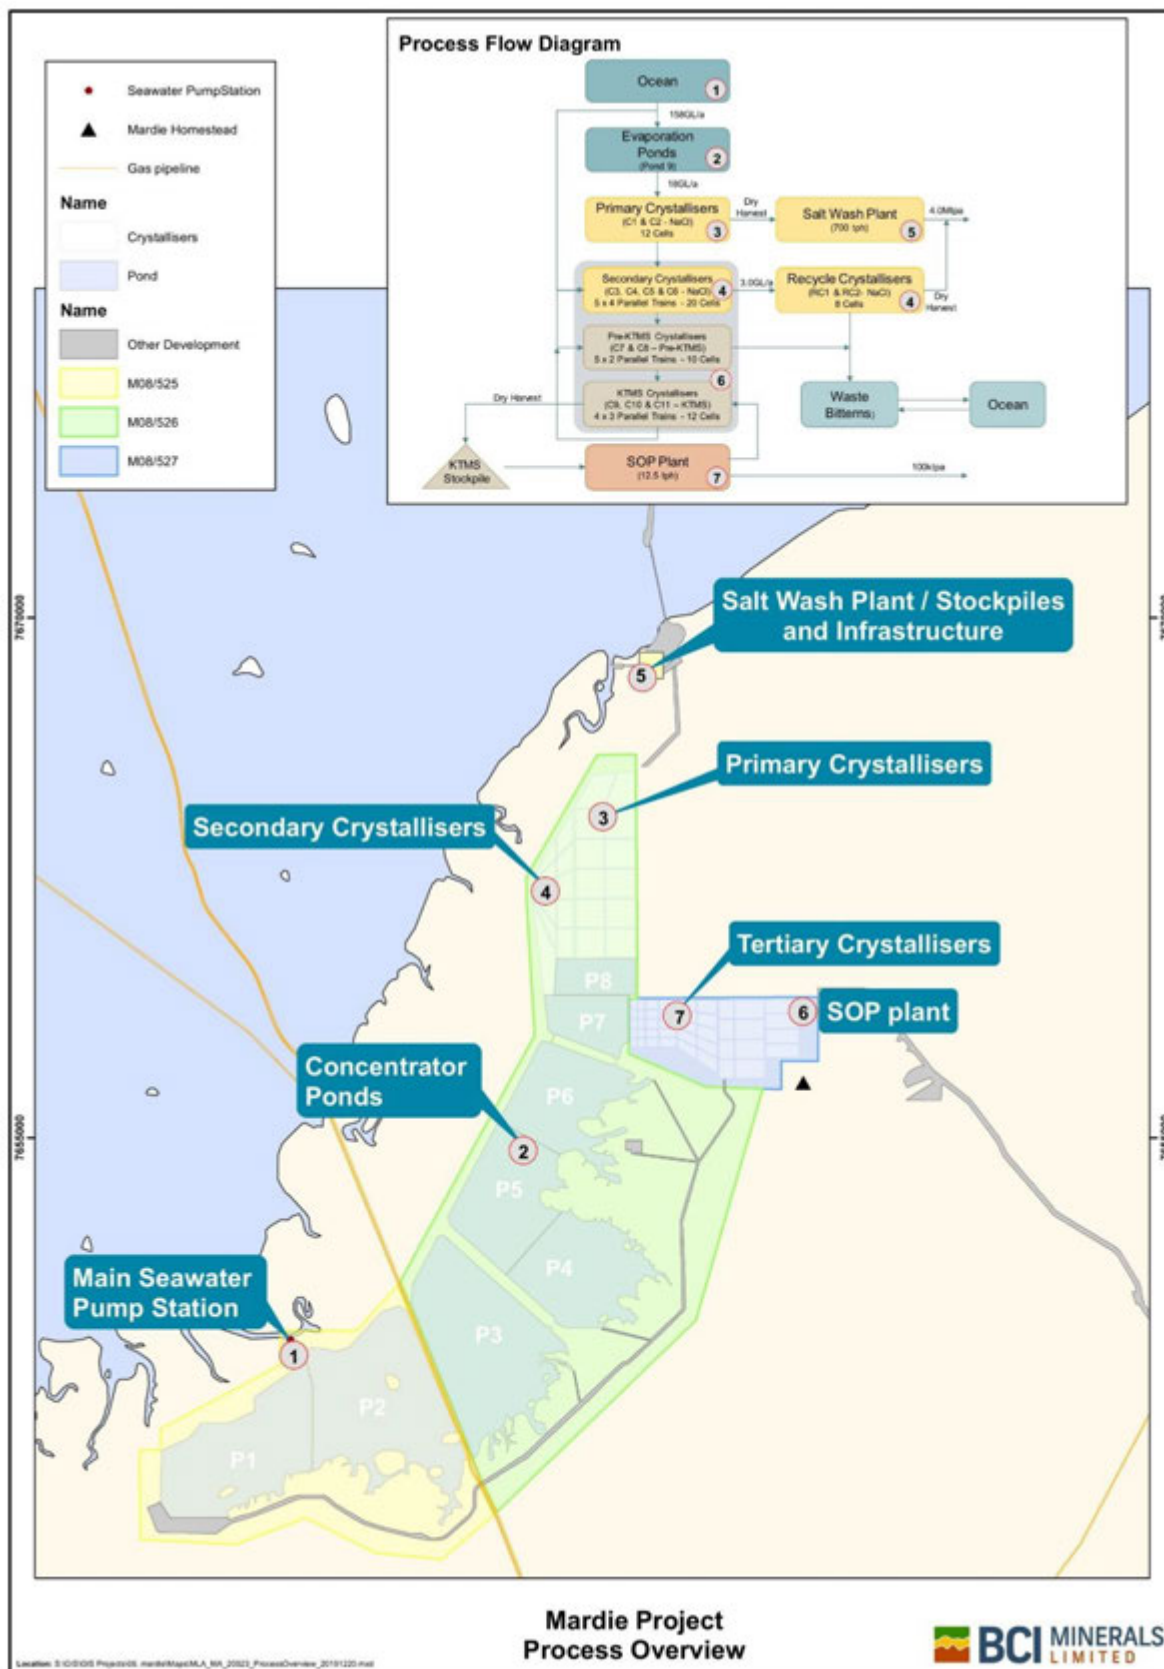 Process Flow Diagram
Ocean
1
158GL/a
Evaporation
Ponds
(Pond 9)
2
18GL/a
Primary Crystallisers
(C1 & C2 - NaCl)
12 Cells
3
Dry
Harvest
Salt Wash Plant
(700 tph)
5
4.0Mtpa
Secondary Crystallisers
(C3, C4, C5 & C6 - NaCl)
5 x 4 Parallel Trains - 20 Cells
4
3.0GL/a
Recycle Crystallisers
(RC1 & RC2- NaCl)
8 Cells
4
Dry
Harvest
Pre-KTMS Crystallisers
(C7 & C8 – Pre-KTMS)
5 x 2 Parallel Trains - 10 Cells
6
KTMS Crystallisers
(C9, C10 & C11 – KTMS)
4 x 3 Parallel Trains - 12 Cells
Dry Harvest
Waste
Bitterns)
Ocean
KTMS
Stockpile
SOP Plant
(12.5 tph)
7
100ktpa
Seawater PumpStation
Mardie Homestead
Gas pipeline
Name
Crystallisers
Pond
Name
Other Development
M08/525
M08/526
M08/527
7670000
Salt Wash Plant / Stockpiles
and Infrastructure
5
Primary Crystallisers
3
Secondary Crystallisers
4
Tertiary Crystallisers
7
6
SOP plant
P8
P7
Concentrator
Ponds
P6
2
P5
P4
7655000
7655000
Main Seawater
Pump Station
1
P3
P2
P1
Mardie Project
Process Overview
BCI MINERALS
LIMITED